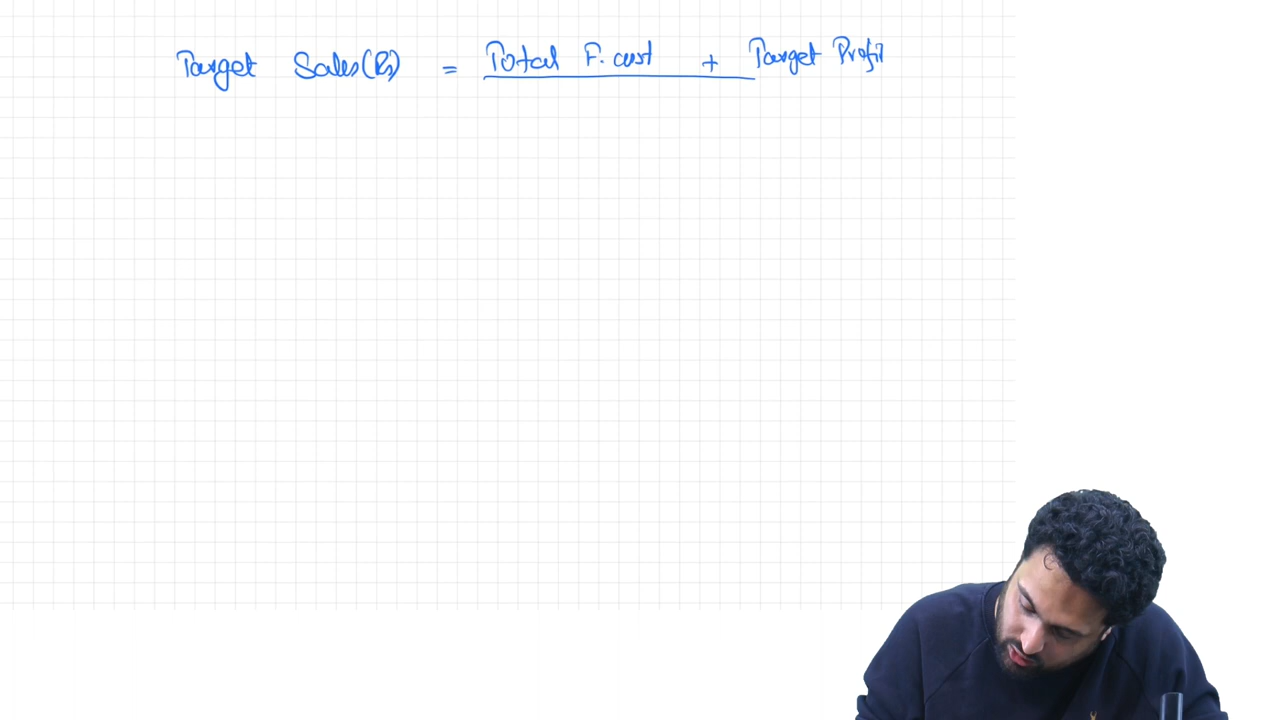 Target Sales(Rs) = Total F. cost + Target Profit